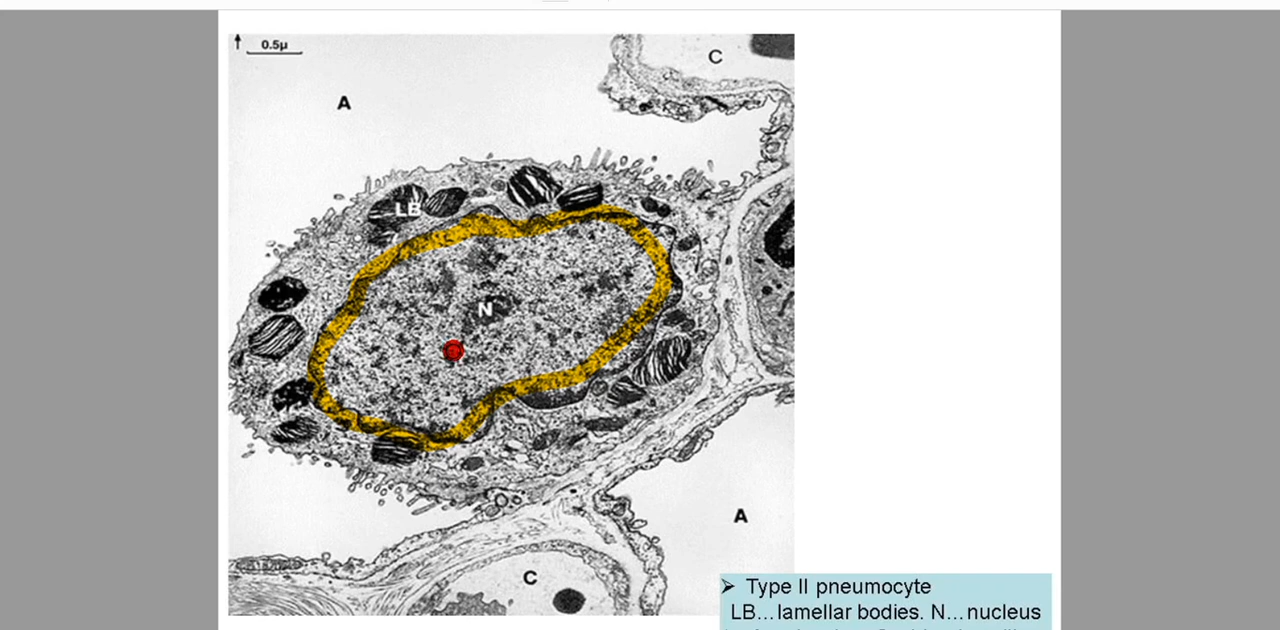 0.5μ
C
A
LB
N
A
C
➢ Type II pneumocyte
LB...lamellar bodies. N...nucleus